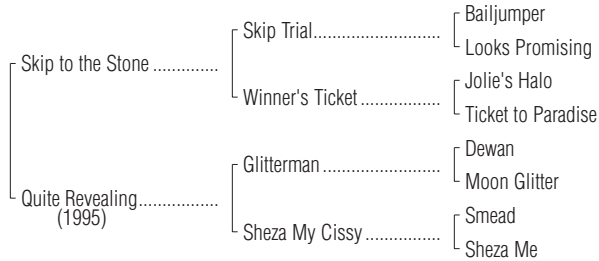 Bailjumper
Skip Trial...........................
Looks Promising
Skip to the Stone ..............
Jolie's Halo
Winner's Ticket .................
Ticket to Paradise
Dewan
Glitterman .........................
Moon Glitter
Quite Revealing.................
(1995)
Smead
Sheza My Cissy ................
Sheza Me